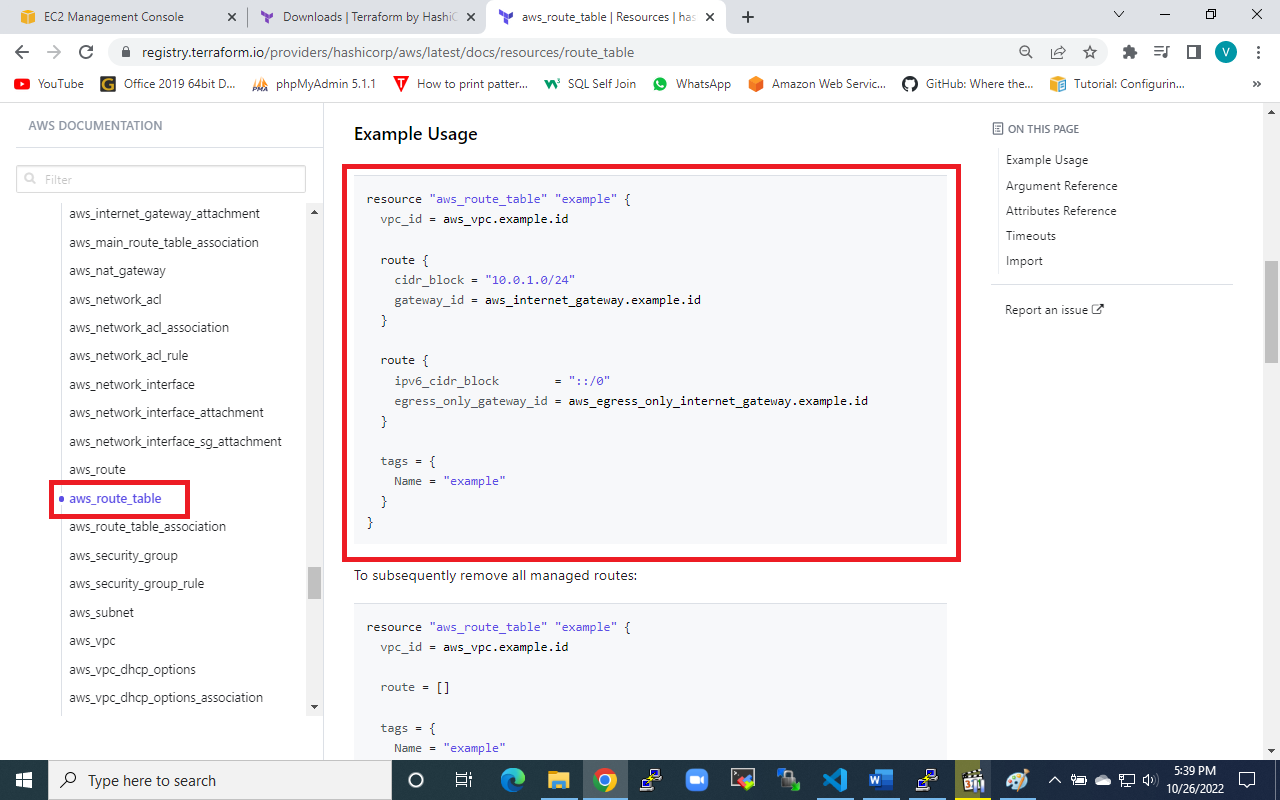 EC2 Management Console
Downloads | Terraform by HashiC
aws_route_table | Resources | has
registry.terraform.io/providers/hashicorp/aws/latest/docs/resources/route_table
V
YouTube
G
Office 2019 64bit D...
PMA
phpMyAdmin 5.1.1
How to print patter...
SQL Self Join
WhatsApp
Amazon Web Servic...
GitHub: Where the...
Tutorial: Configurin...
»
AWS DOCUMENTATION
Filter
aws_internet_gateway_attachment
aws_main_route_table_association
aws_nat_gateway
aws_network_acl
aws_network_acl_association
aws_network_acl_rule
aws_network_interface
aws_network_interface_attachment
aws_network_interface_sg_attachment
aws_route
aws_route_table
aws_route_table_association
aws_security_group
aws_security_group_rule
aws_subnet
aws_vpc
aws_vpc_dhcp_options
aws_vpc_dhcp_options_association
Example Usage
resource "aws_route_table" "example" {
vpc_id = aws_vpc.example.id
route {
cidr_block = "10.0.1.0/24"
gateway_id = aws_internet_gateway.example.id
}
route {
ipv6_cidr_block        = "::/0"
egress_only_gateway_id = aws_egress_only_internet_gateway.example.id
}
tags = {
Name = "example"
}
}
To subsequently remove all managed routes:
resource "aws_route_table" "example" {
vpc_id = aws_vpc.example.id
route = []
tags = {
Name = "example"
ON THIS PAGE
Example Usage
Argument Reference
Attributes Reference
Timeouts
Import
Report an issue
Type here to search
5:39 PM
10/26/2022